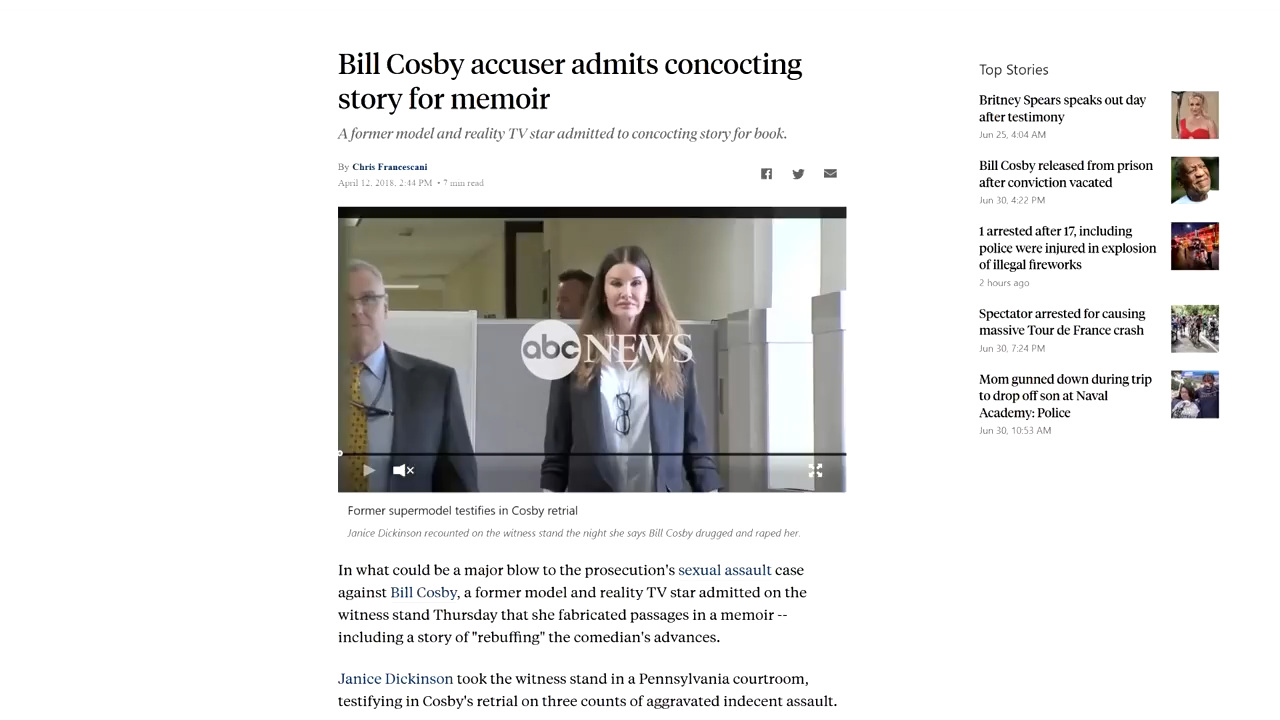 Bill Cosby accuser admits concocting
story for memoir
A former model and reality TV star admitted to concocting story for book.
By Chris Francescani
April 12, 2018, 2:44 PM • 7 min read
abc NEWS
Former supermodel testifies in Cosby retrial
Janice Dickinson recounted on the witness stand the night she says Bill Cosby drugged and raped her.
In what could be a major blow to the prosecution's sexual assault case
against Bill Cosby, a former model and reality TV star admitted on the
witness stand Thursday that she fabricated passages in a memoir --
including a story of "rebuffing" the comedian's advances.
Janice Dickinson took the witness stand in a Pennsylvania courtroom,
testifying in Cosby's retrial on three counts of aggravated indecent assault.
Top Stories
Britney Spears speaks out day
after testimony
Jun 25, 4:04 AM
Bill Cosby released from prison
after conviction vacated
Jun 30, 4:22 PM
1 arrested after 17, including
police were injured in explosion
of illegal fireworks
2 hours ago
Spectator arrested for causing
massive Tour de France crash
Jun 30, 7:24 PM
Mom gunned down during trip
to drop off son at Naval
Academy: Police
Jun 30, 10:53 AM